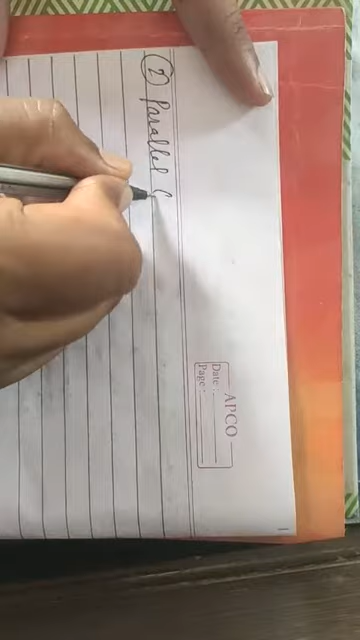 APCO
Date :
Page :
(2) Parallel C